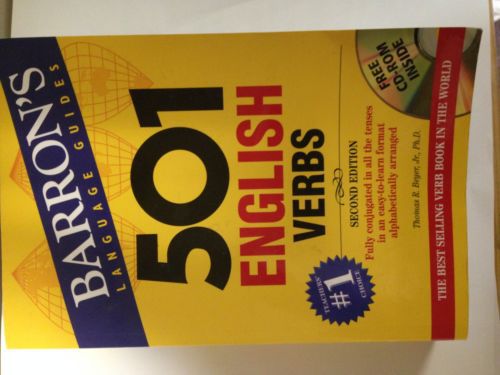 BARRON'S
LANGUAGE GUIDES
FREE
CD-ROM
INSIDE
501
ENGLISH
VERBS
SECOND EDITION
Fully conjugated in all the tenses
in an easy-to-learn format
alphabetically arranged
TEACHERS'
#1
CHOICE
Thomas R. Beyer, Jr., Ph.D.
THE BEST SELLING VERB BOOK IN THE WORLD